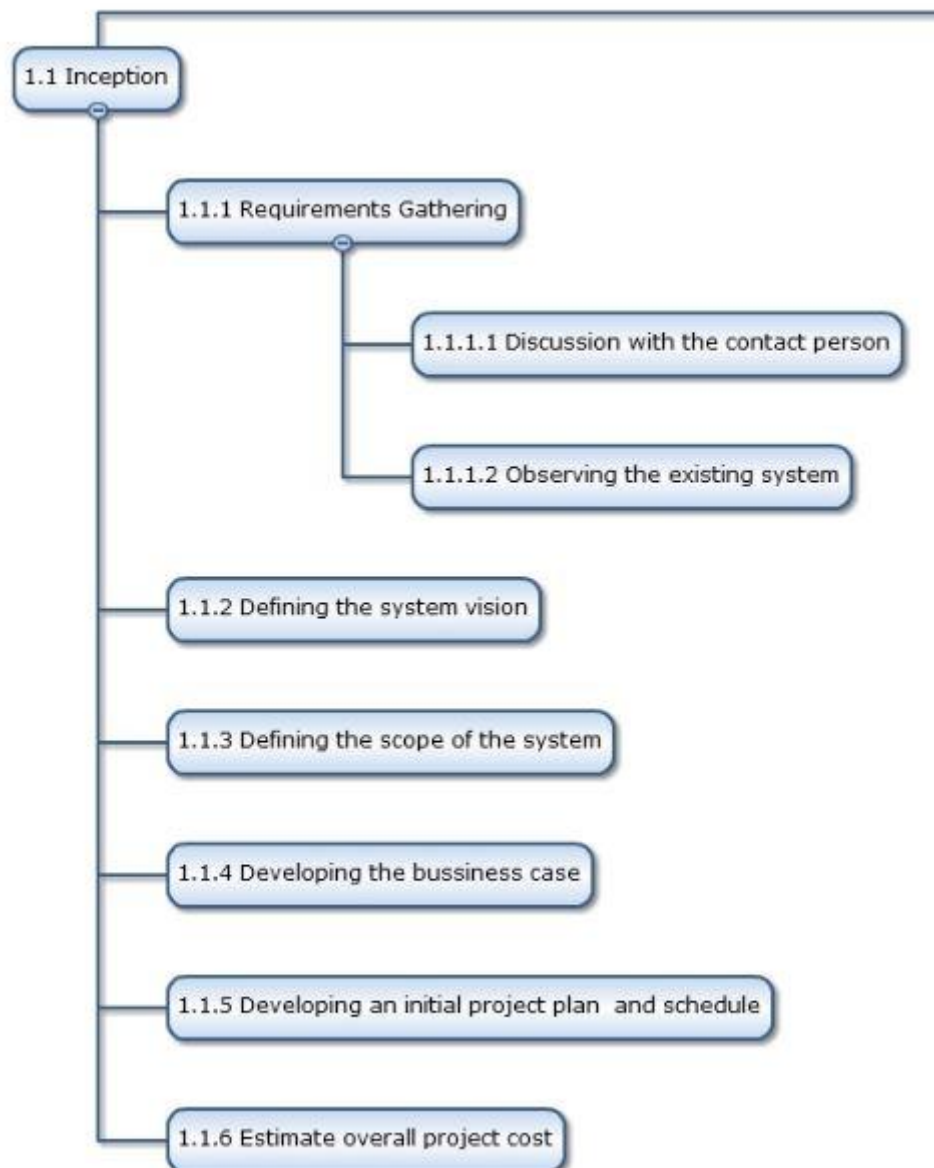 1.1 Inception
1.1.1 Requirements Gathering
1.1.1.1 Discussion with the contact person
1.1.1.2 Observing the existing system
1.1.2 Defining the system vision
1.1.3 Defining the scope of the system
1.1.4 Developing the bussiness case
1.1.5 Developing an initial project plan  and schedule
1.1.6 Estimate overall project cost